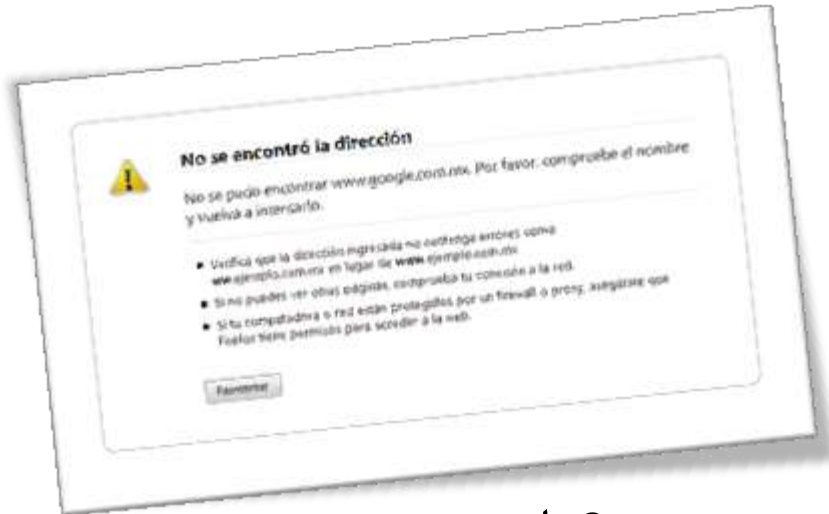 No se encontró la dirección
No se pudo encontrar www.google.com.mx. Por favor, compruebe el nombre
y vuelva a intentarlo.
Verifica que la dirección ingresada no contenga errores como
ww.ejemplo.com.mx en lugar de www.ejemplo.com.mx
Si no puedes ver otras páginas, comprueba tu conexión a la red.
Si tu computadora o red están protegidos por un firewall o proxy, asegúrate que
Firefox tiene permisos para acceder a la web.
Reintentar